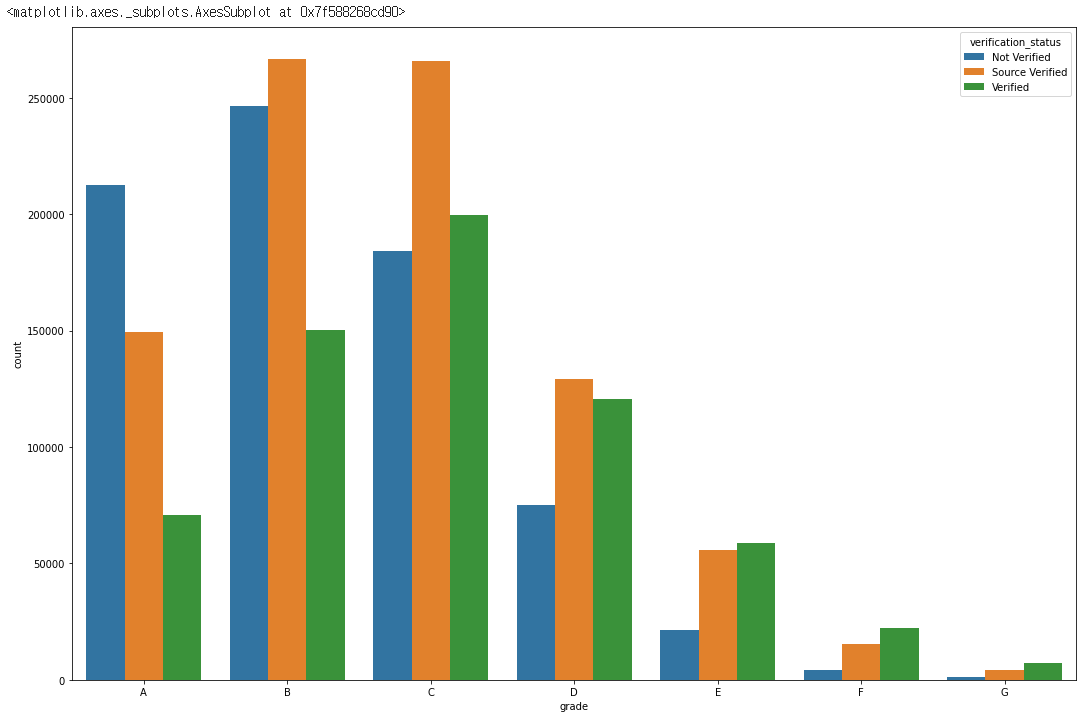 <matplotlib.axes._subplots.AxesSubplot at 0x7f588268cd90>
verification_status
Not Verified
Source Verified
Verified
250000
200000
150000
100000
50000
0
count
A B C D E F G
grade